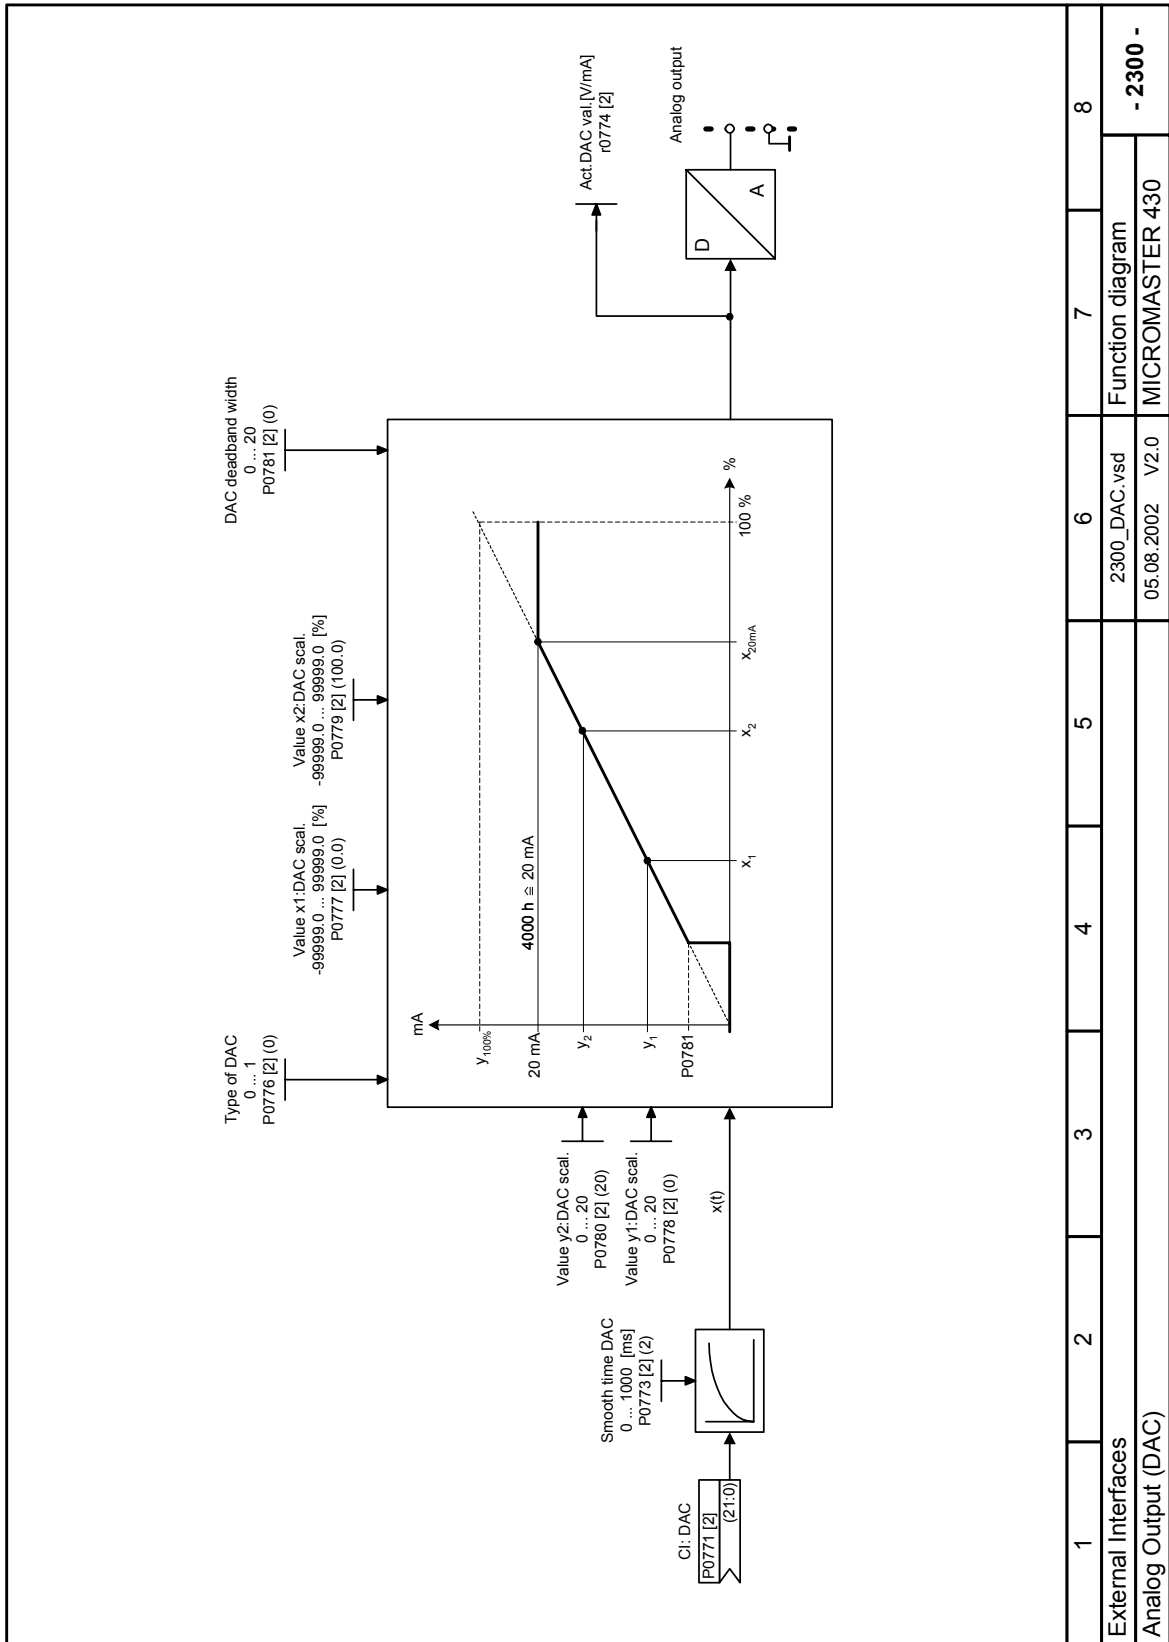 Type of DAC
0 ... 1
P0776 [2] (0)
Value x1:DAC scal.
-99999.0 ... 99999.0 [%]
P0777 [2] (0.0)
Value x2:DAC scal.
-99999.0 ... 99999.0 [%]
P0779 [2] (100.0)
DAC deadband width
0 ... 20
P0781 [2] (0)
mA
y100%
20 mA
y2
y1
P0781
4000 h ≙ 20 mA
x1
x2
x20mA
100 %
%
Value y2:DAC scal.
0 ... 20
P0780 [2] (20)
Value y1:DAC scal.
0 ... 20
P0778 [2] (0)
x(t)
Smooth time DAC
0 ... 1000 [ms]
P0773 [2] (2)
CI: DAC
P0771 [2]
(21:0)
Act.DAC val.[V/mA]
r0774 [2]
Analog output
D
A
1 2 3 4 5 6 7 8
External Interfaces 2300_DAC.vsd Function diagram - 2300 -
Analog Output (DAC) 05.08.2002 V2.0 MICROMASTER 430